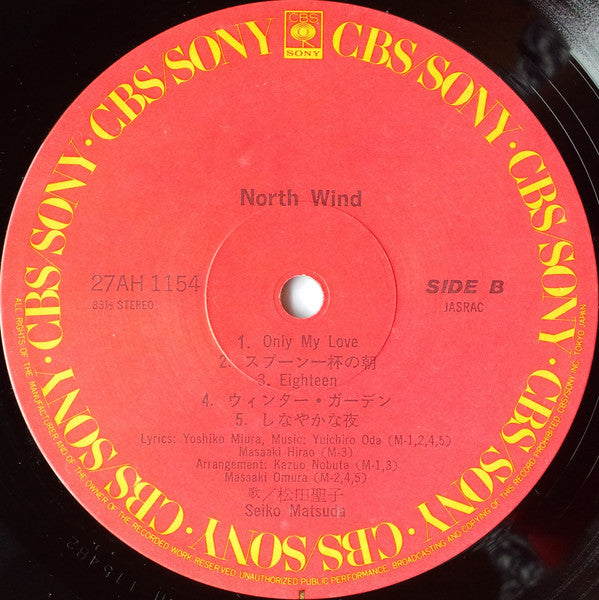 CBS
SONY
CBS/SONY · CBS/SONY · CBS/SONY · CBS/SONY · CBS/SONY · CBS/SONY · CBS/SONY
North Wind
27AH 1154
33⅓ STEREO
SIDE B
JASRAC
1. Only My Love
2. スプーン一杯の朝
3. Eighteen
4. ウィンター・ガーデン
5. しなやかな夜
Lyrics: Yoshiko Miura, Music: Yuichiro Oda (M-1,2,4,5)
Masaaki Hirao (M-3)
Arrangement: Kazuo Nobuta (M-1,3)
Masaaki Omura (M-2,4,5)
歌／松田聖子
Seiko Matsuda
ALL RIGHTS OF THE MANUFACTURER AND OF THE OWNER OF THE RECORDED WORK RESERVED. UNAUTHORIZED PUBLIC PERFORMANCE, BROADCASTING AND COPYING OF THIS RECORD PROHIBITED. CBS/SONY INC. TOKYO JAPAN.